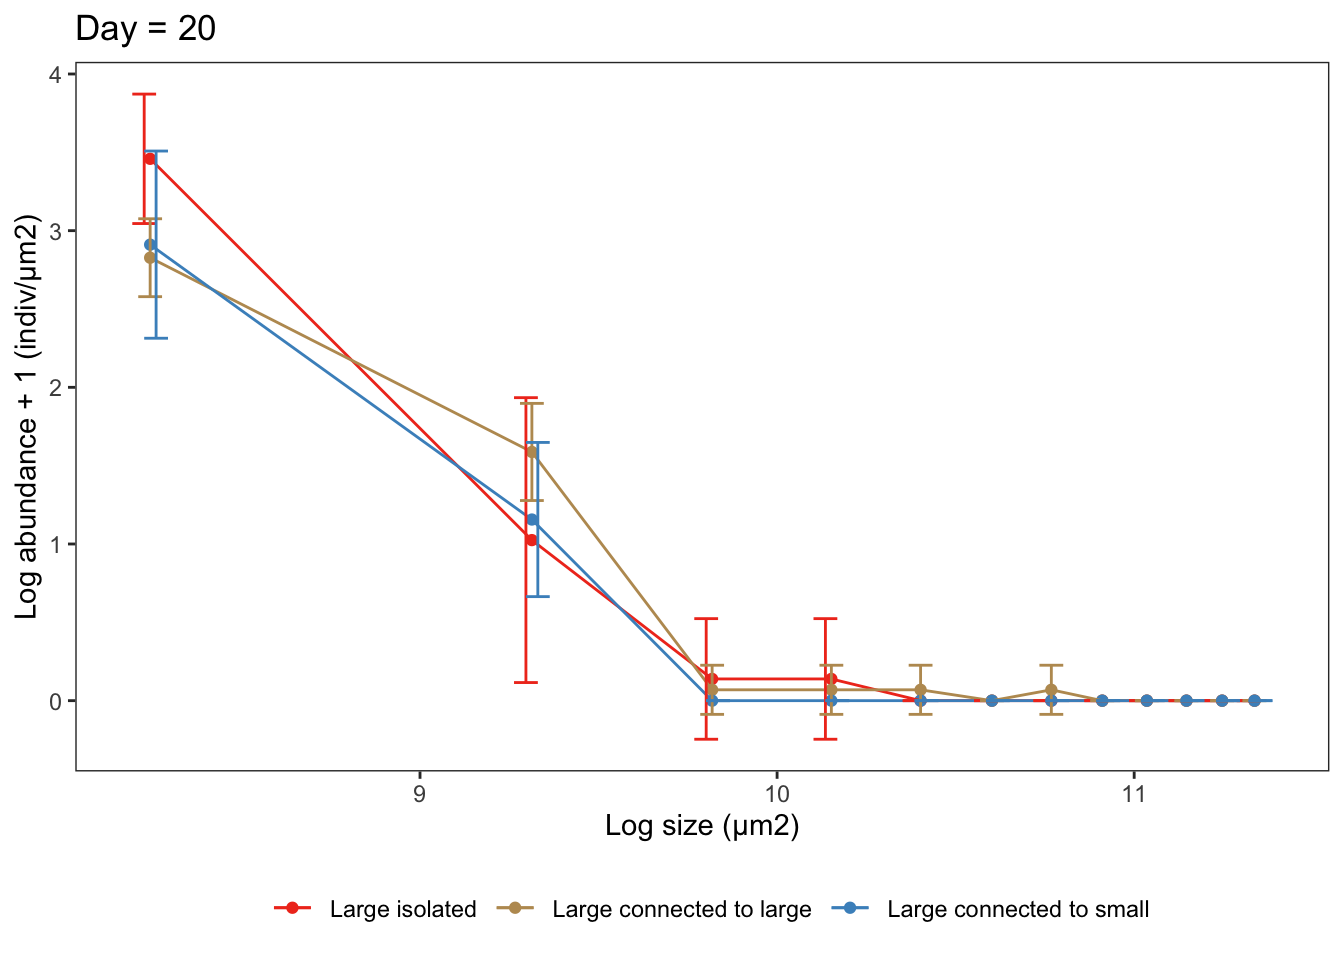 Day = 20
Log abundance + 1 (indiv/μm2)
4
3
2
1
0
9 10 11
Log size (μm2)
Large isolated Large connected to large Large connected to small